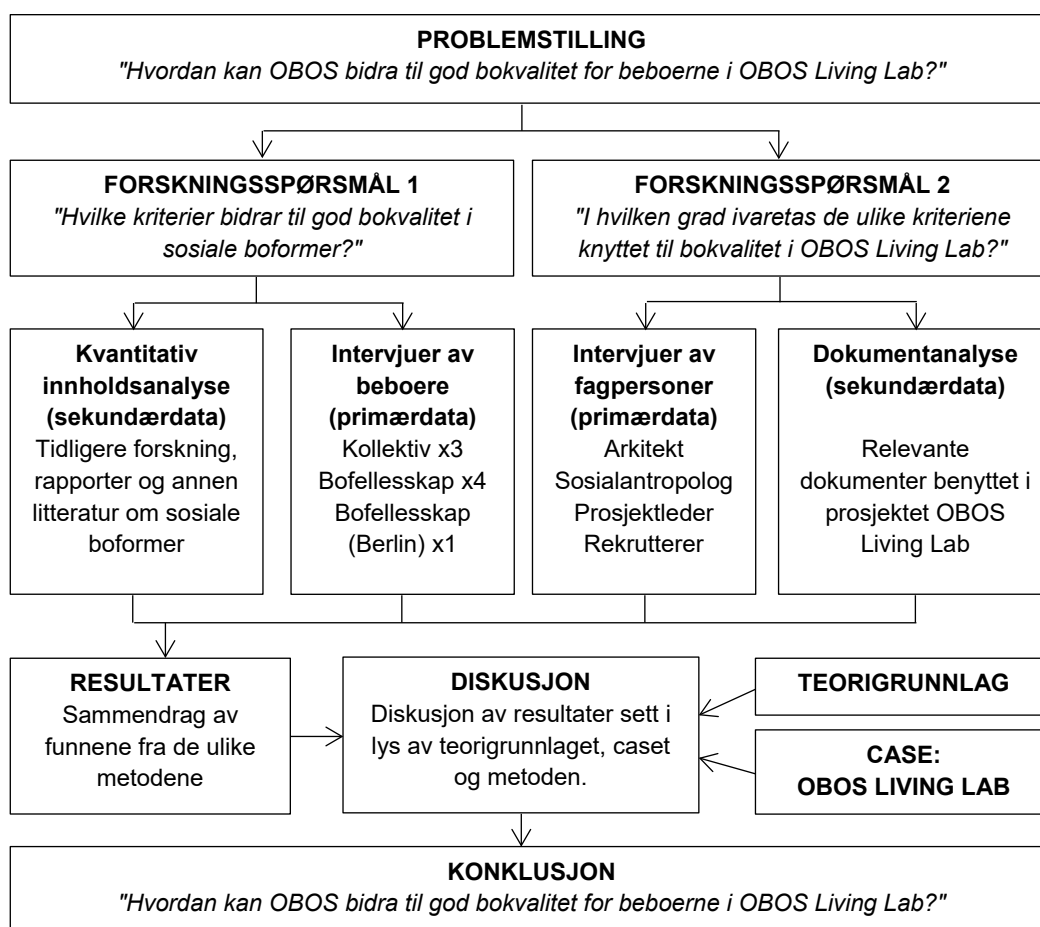 PROBLEMSTILLING
"Hvordan kan OBOS bidra til god bokvalitet for beboerne i OBOS Living Lab?"
FORSKNINGSSPØRSMÅL 1
"Hvilke kriterier bidrar til god bokvalitet i
sosiale boformer?"
FORSKNINGSSPØRSMÅL 2
"I hvilken grad ivaretas de ulike kriteriene
knyttet til bokvalitet i OBOS Living Lab?"
Kvantitativ
innholdsanalyse
(sekundærdata)
Tidligere forskning,
rapporter og annen
litteratur om sosiale
boformer
Intervjuer av
beboere
(primærdata)
Kollektiv x3
Bofellesskap x4
Bofellesskap
(Berlin) x1
Intervjuer av
fagpersoner
(primærdata)
Arkitekt
Sosialantropolog
Prosjektleder
Rekrutterer
Dokumentanalyse
(sekundærdata)
Relevante
dokumenter benyttet i
prosjektet OBOS
Living Lab
RESULTATER
Sammendrag av
funnene fra de ulike
metodene
DISKUSJON
Diskusjon av resultater sett i
lys av teorigrunnlaget, caset
og metoden.
TEORIGRUNNLAG
CASE:
OBOS LIVING LAB
KONKLUSJON
"Hvordan kan OBOS bidra til god bokvalitet for beboerne i OBOS Living Lab?"